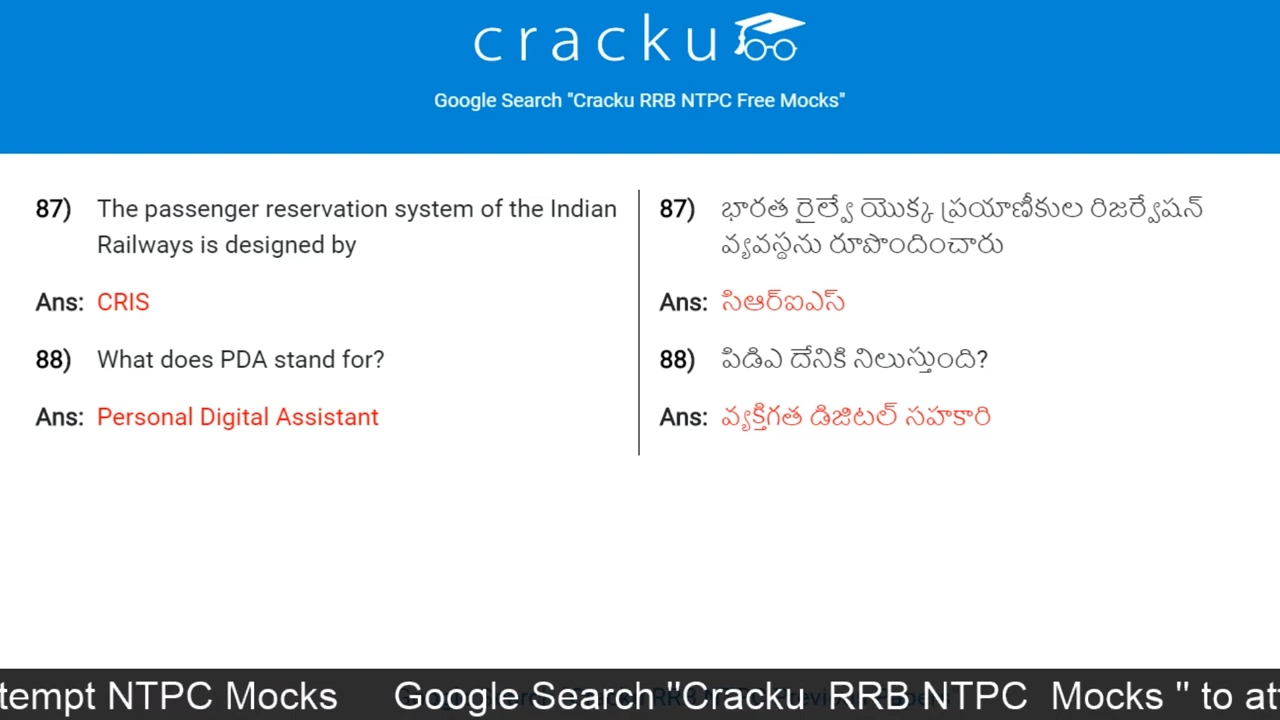 cracku
Google Search "Cracku RRB NTPC Free Mocks"
87) The passenger reservation system of the Indian
Railways is designed by
Ans: CRIS
88) What does PDA stand for?
Ans: Personal Digital Assistant
87) భారత రైల్వే యొక్క ప్రయాణీకుల రిజర్వేషన్
వ్యవస్థను రూపొందించారు
Ans: సిఆర్ఐఎస్
88) పిడిఎ దేనికి నిలుస్తుంది?
Ans: వ్యక్తిగత డిజిటల్ సహకారి
tempt NTPC Mocks Google Search "Cracku RRB NTPC Mocks " to at